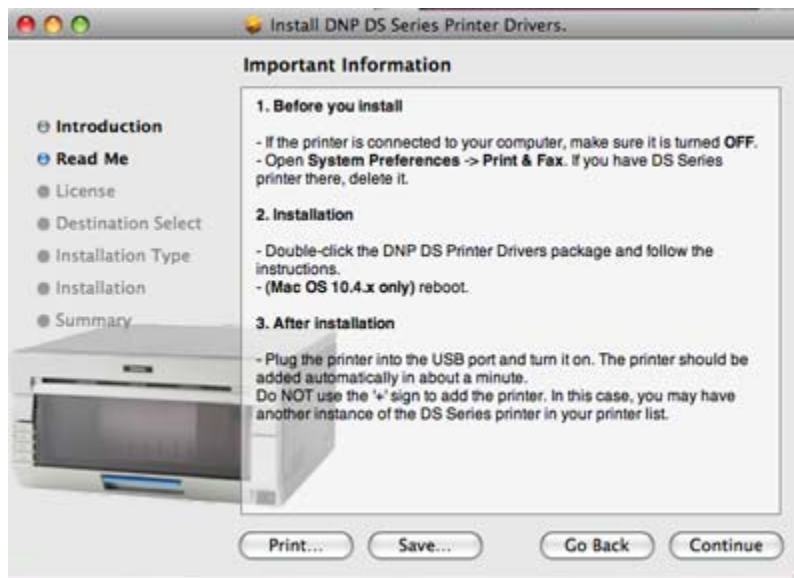 Install DNP DS Series Printer Drivers.
Important Information
Introduction
Read Me
License
Destination Select
Installation Type
Installation
Summary
1. Before you install
- If the printer is connected to your computer, make sure it is turned OFF.
- Open System Preferences -> Print & Fax. If you have DS Series
printer there, delete it.
2. Installation
- Double-click the DNP DS Printer Drivers package and follow the
instructions.
- (Mac OS 10.4.x only) reboot.
3. After installation
- Plug the printer into the USB port and turn it on. The printer should be
added automatically in about a minute.
Do NOT use the '+' sign to add the printer. In this case, you may have
another instance of the DS Series printer in your printer list.
Print... Save... Go Back Continue